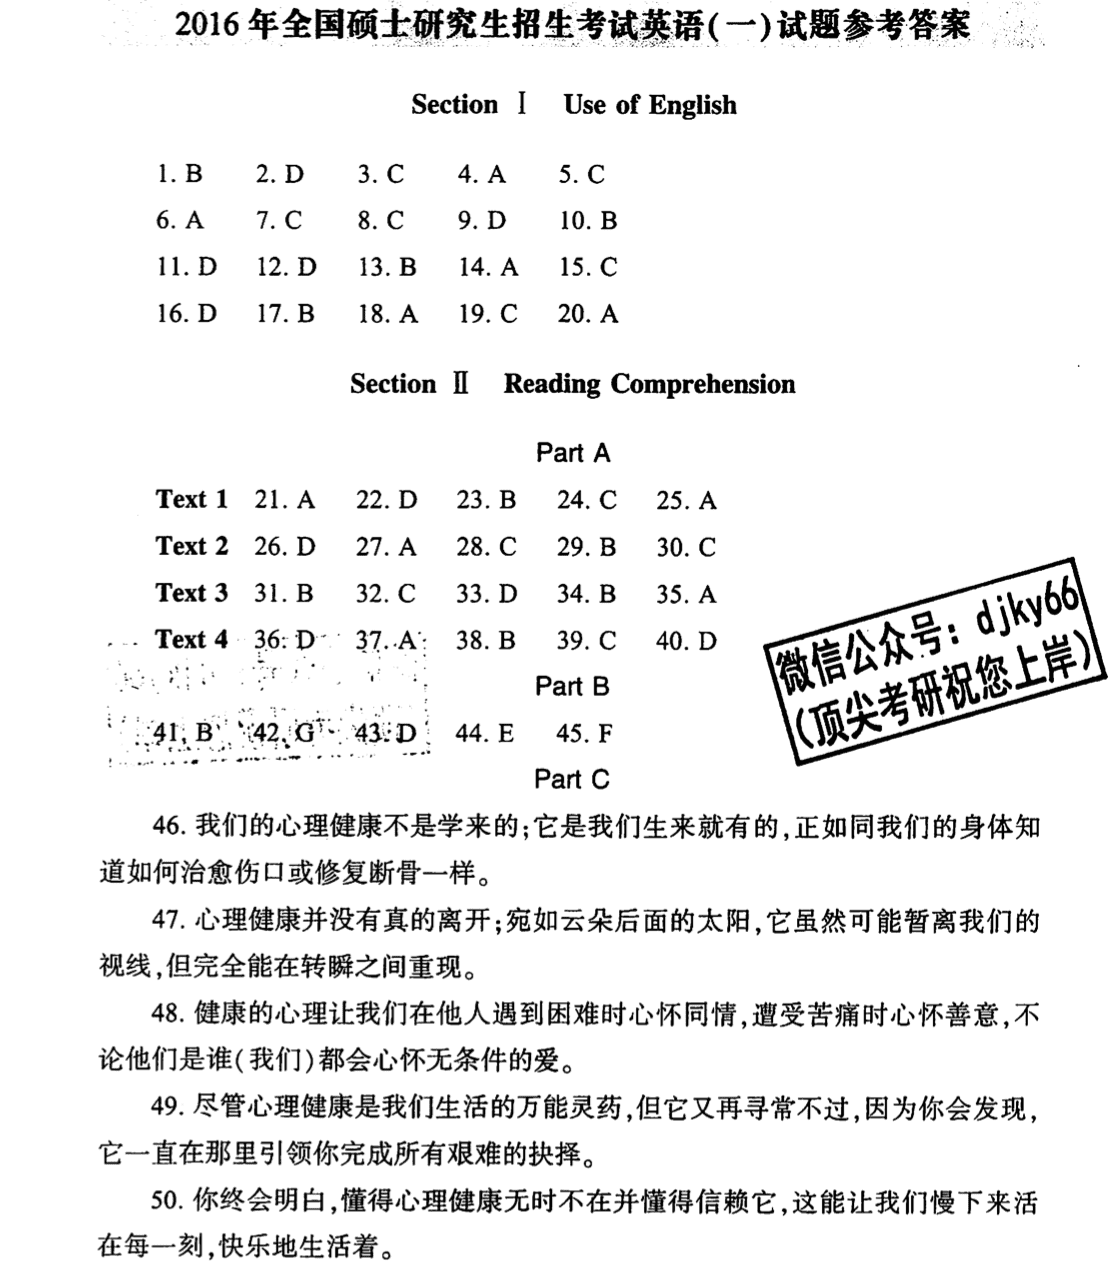 2016年全国硕士研究生招生考试英语(一)试题参考答案
Section Ⅰ Use of English
1. B 2. D 3. C 4. A 5. C
6. A 7. C 8. C 9. D 10. B
11. D 12. D 13. B 14. A 15. C
16. D 17. B 18. A 19. C 20. A
Section Ⅱ Reading Comprehension
Part A
Text 1 21. A 22. D 23. B 24. C 25. A
Text 2 26. D 27. A 28. C 29. B 30. C
Text 3 31. B 32. C 33. D 34. B 35. A
Text 4 36. D 37. A 38. B 39. C 40. D
微信公众号：djky66
(顶尖考研祝您上岸)
Part B
41. B 42. G 43. D 44. E 45. F
Part C
46. 我们的心理健康不是学来的;它是我们生来就有的,正如同我们的身体知
道如何治愈伤口或修复断骨一样。
47. 心理健康并没有真的离开;宛如云朵后面的太阳,它虽然可能暂离我们的
视线,但完全能在转瞬之间重现。
48. 健康的心理让我们在他人遇到困难时心怀同情,遭受苦痛时心怀善意,不
论他们是谁(我们)都会心怀无条件的爱。
49. 尽管心理健康是我们生活的万能灵药,但它又再寻常不过,因为你会发现,
它一直在那里引领你完成所有艰难的抉择。
50. 你终会明白,懂得心理健康无时不在并懂得信赖它,这能让我们慢下来活
在每一刻,快乐地生活着。